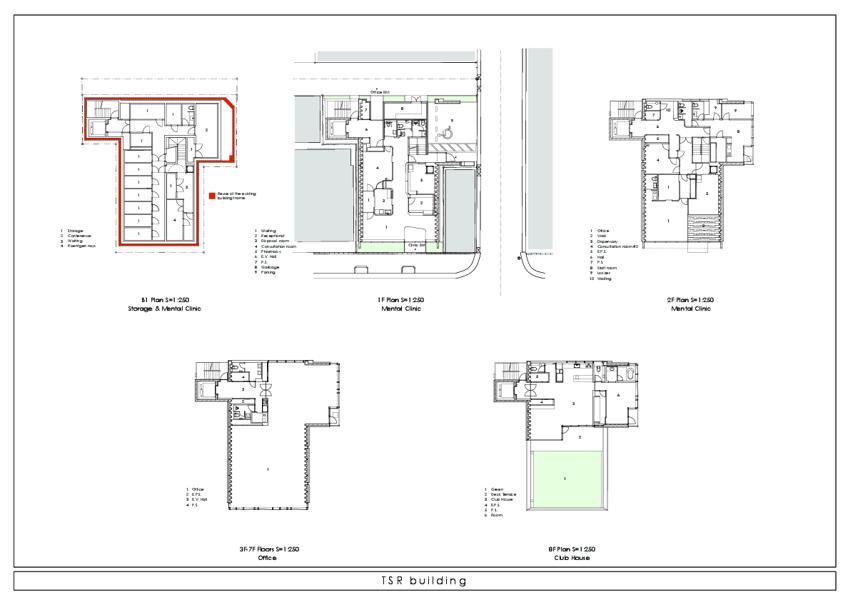 Office Ent
Reuse of the existing
building frame
Clinic Ent
1 Storage
2 Conference
3 Waiting
4 Roentgen rays
1 Waiting
2 Receptionist
3 Disposal room
4 Consultation room
5 Pharmacy
6 E.V. Hall
7 P.S.
8 Garbage
9 Parking
1 Office
2 Void
3 Dispensary
4 Consultation room#2
5 E.P.S.
6 Hall
7 P.S.
8 Staff room
9 Locker
10 Waiting
B1 Plan S=1:250
Storage & Mental Clinic
1F Plan S=1:250
Mental Clinic
2F Plan S=1:250
Mental Clinic
1 Office
2 E.P.S.
3 E.V. Hall
4 P.S.
1 Green
2 Deck Terrace
3 Club House
4 E.P.S.
5 P.S.
6 Room
3F-7F Floors S=1:250
Office
8F Plan S=1:250
Club House
TSR building